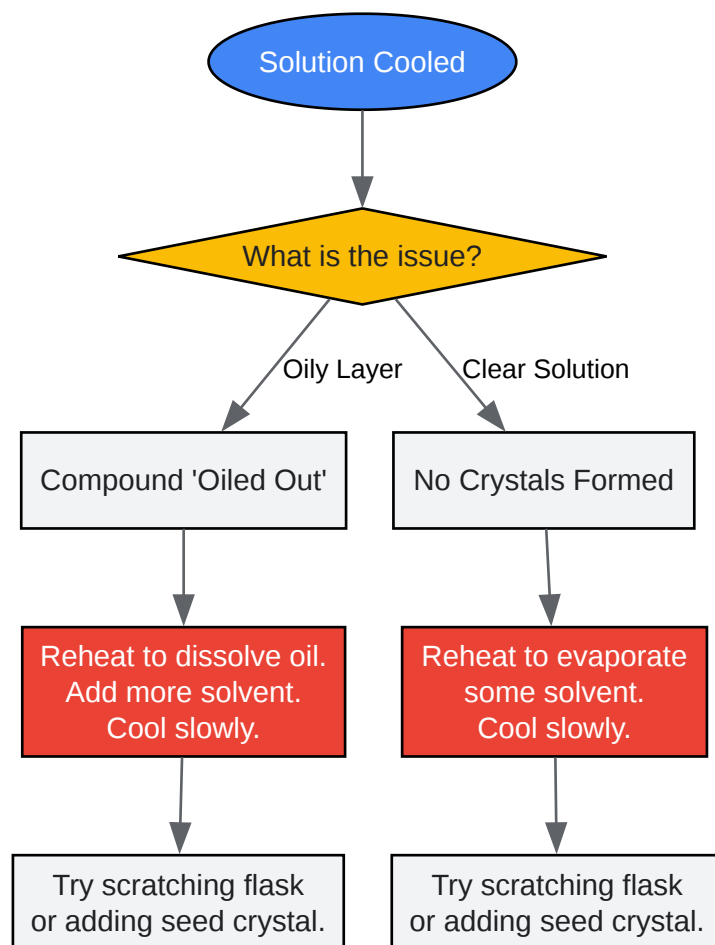 Solution Cooled
What is the issue?
Oily Layer
Clear Solution
Compound 'Oiled Out'
No Crystals Formed
Reheat to dissolve oil.
Add more solvent.
Cool slowly.
Reheat to evaporate
some solvent.
Cool slowly.
Try scratching flask
or adding seed crystal.
Try scratching flask
or adding seed crystal.